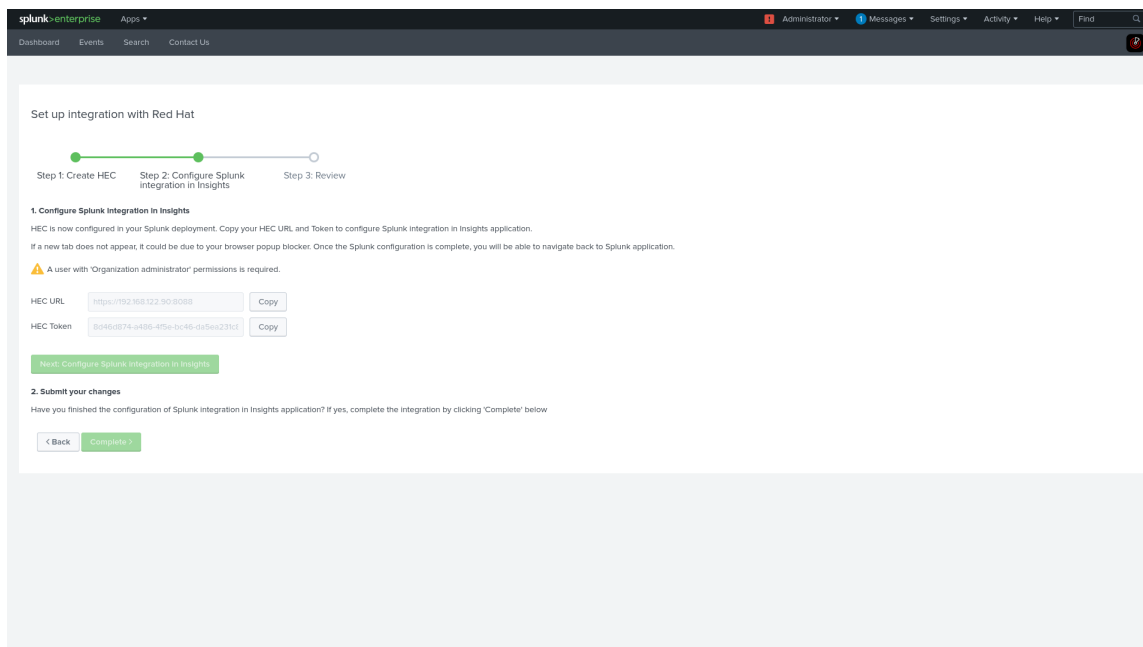 splunk>enterprise Apps ▾ ! Administrator ▾ 1 Messages ▾ Settings ▾ Activity ▾ Help ▾ Find
Dashboard Events Search Contact Us
Set up integration with Red Hat
Step 1: Create HEC
Step 2: Configure Splunk
integration in Insights
Step 3: Review
1. Configure Splunk integration in Insights
HEC is now configured in your Splunk deployment. Copy your HEC URL and Token to configure Splunk integration in Insights application.
If a new tab does not appear, it could be due to your browser popup blocker. Once the Splunk configuration is complete, you will be able to navigate back to Splunk application.
A user with 'Organization administrator' permissions is required.
HEC URL https://192.168.122.90:8088 Copy
HEC Token Copy
Next: Configure Splunk integration in Insights
2. Submit your changes
Have you finished the configuration of Splunk integration in Insights application? If yes, complete the integration by clicking 'Complete' below
< Back Complete >